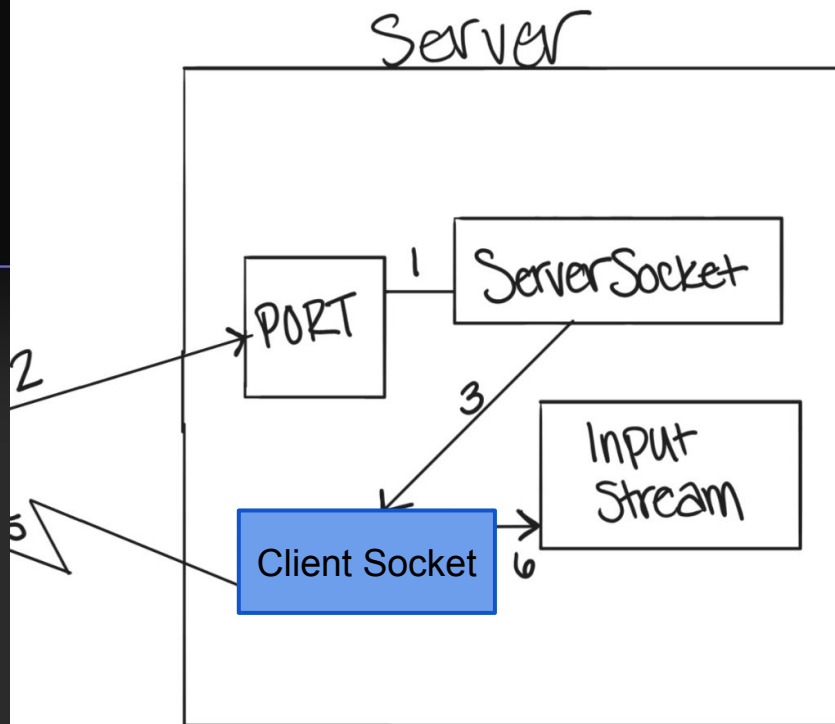 Server
1
ServerSocket
PORT
2
3
Input
Stream
5
Client Socket
6